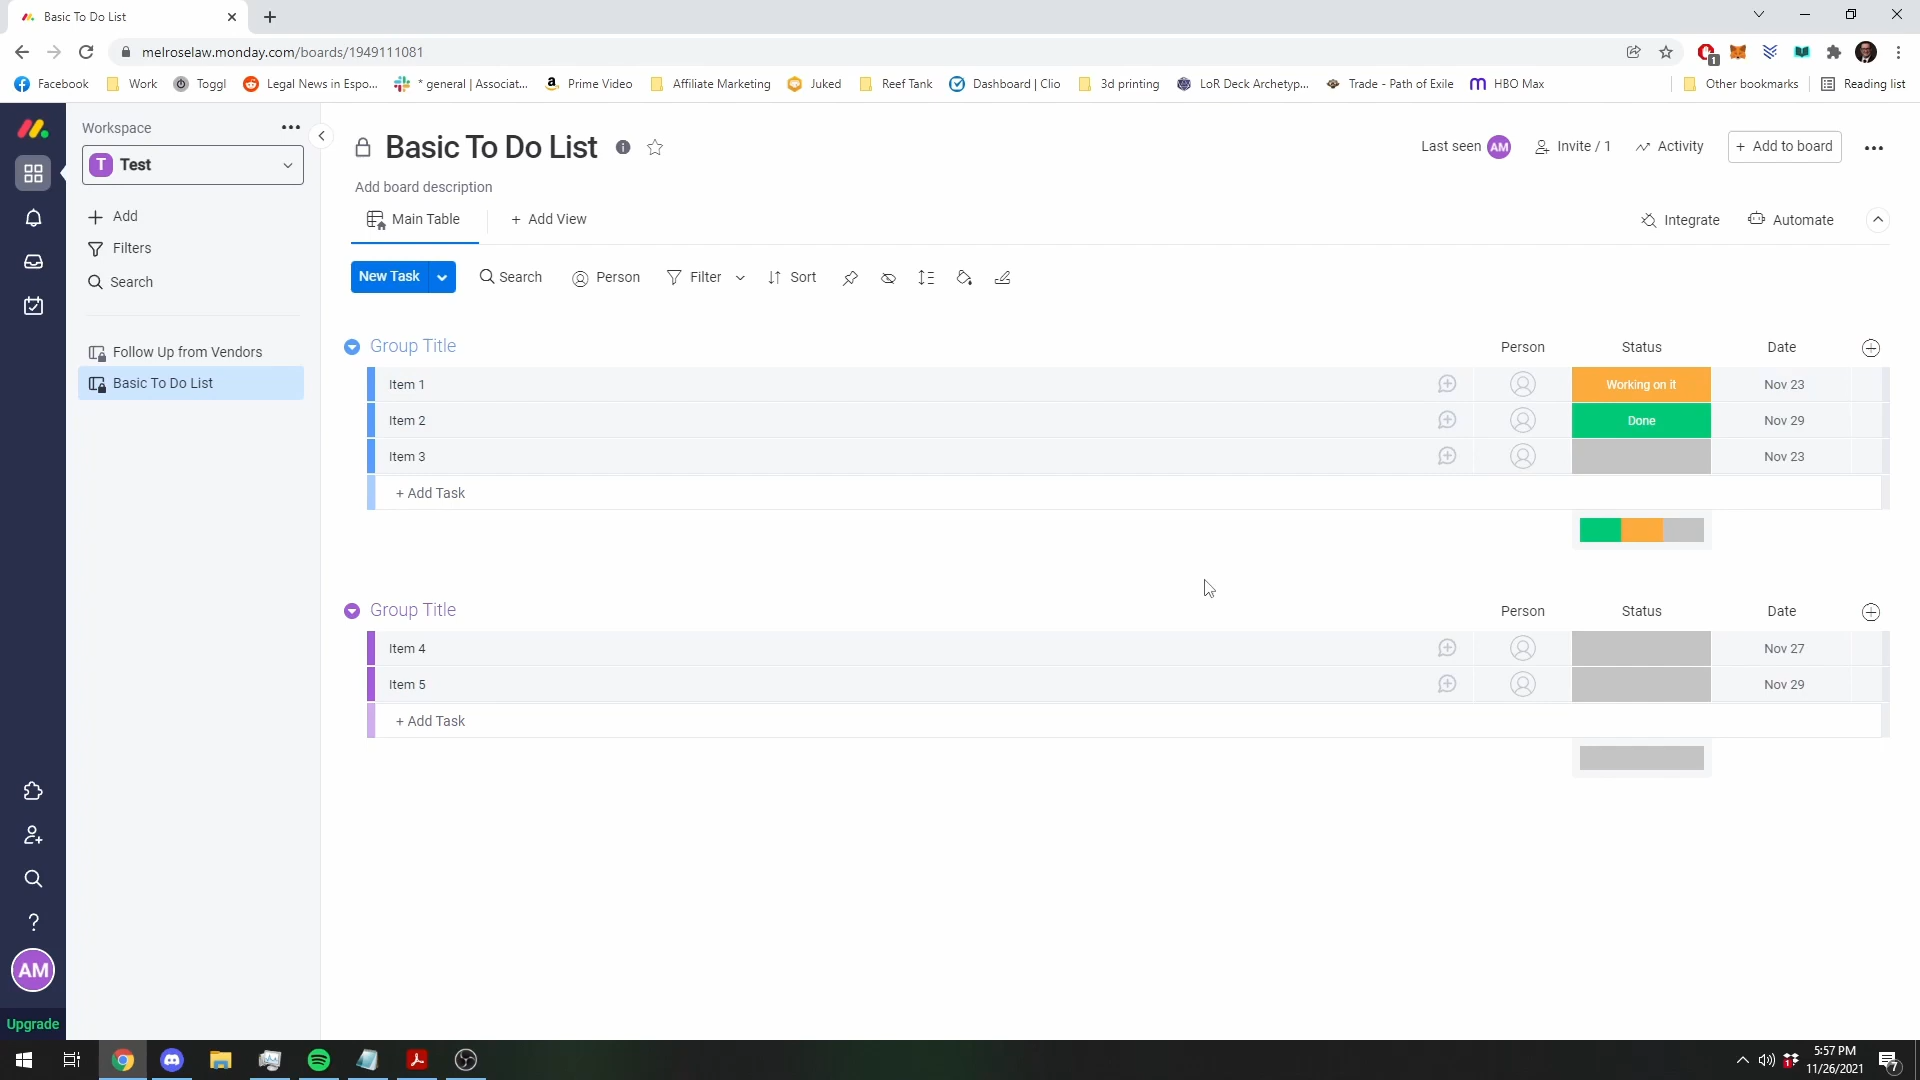 Basic To Do List
melroselaw.monday.com/boards/1949111081
1
Facebook Work Toggl Legal News in Espo... * general | Associat... Prime Video Affiliate Marketing Juked Reef Tank Dashboard | Clio 3d printing LoR Deck Archetyp... Trade - Path of Exile HBO Max Other bookmarks Reading list
Workspace
T Test
Add
Filters
Search
Follow Up from Vendors
Basic To Do List
AM
Upgrade
Basic To Do List
Last seen AM Invite / 1 Activity + Add to board
Add board description
Main Table + Add View Integrate Automate
New Task Search Person Filter Sort
Group Title Person Status Date
Item 1 Working on it Nov 23
Item 2 Done Nov 29
Item 3 Nov 23
+ Add Task
Group Title Person Status Date
Item 4 Nov 27
Item 5 Nov 29
+ Add Task
5:57 PM
11/26/2021
7